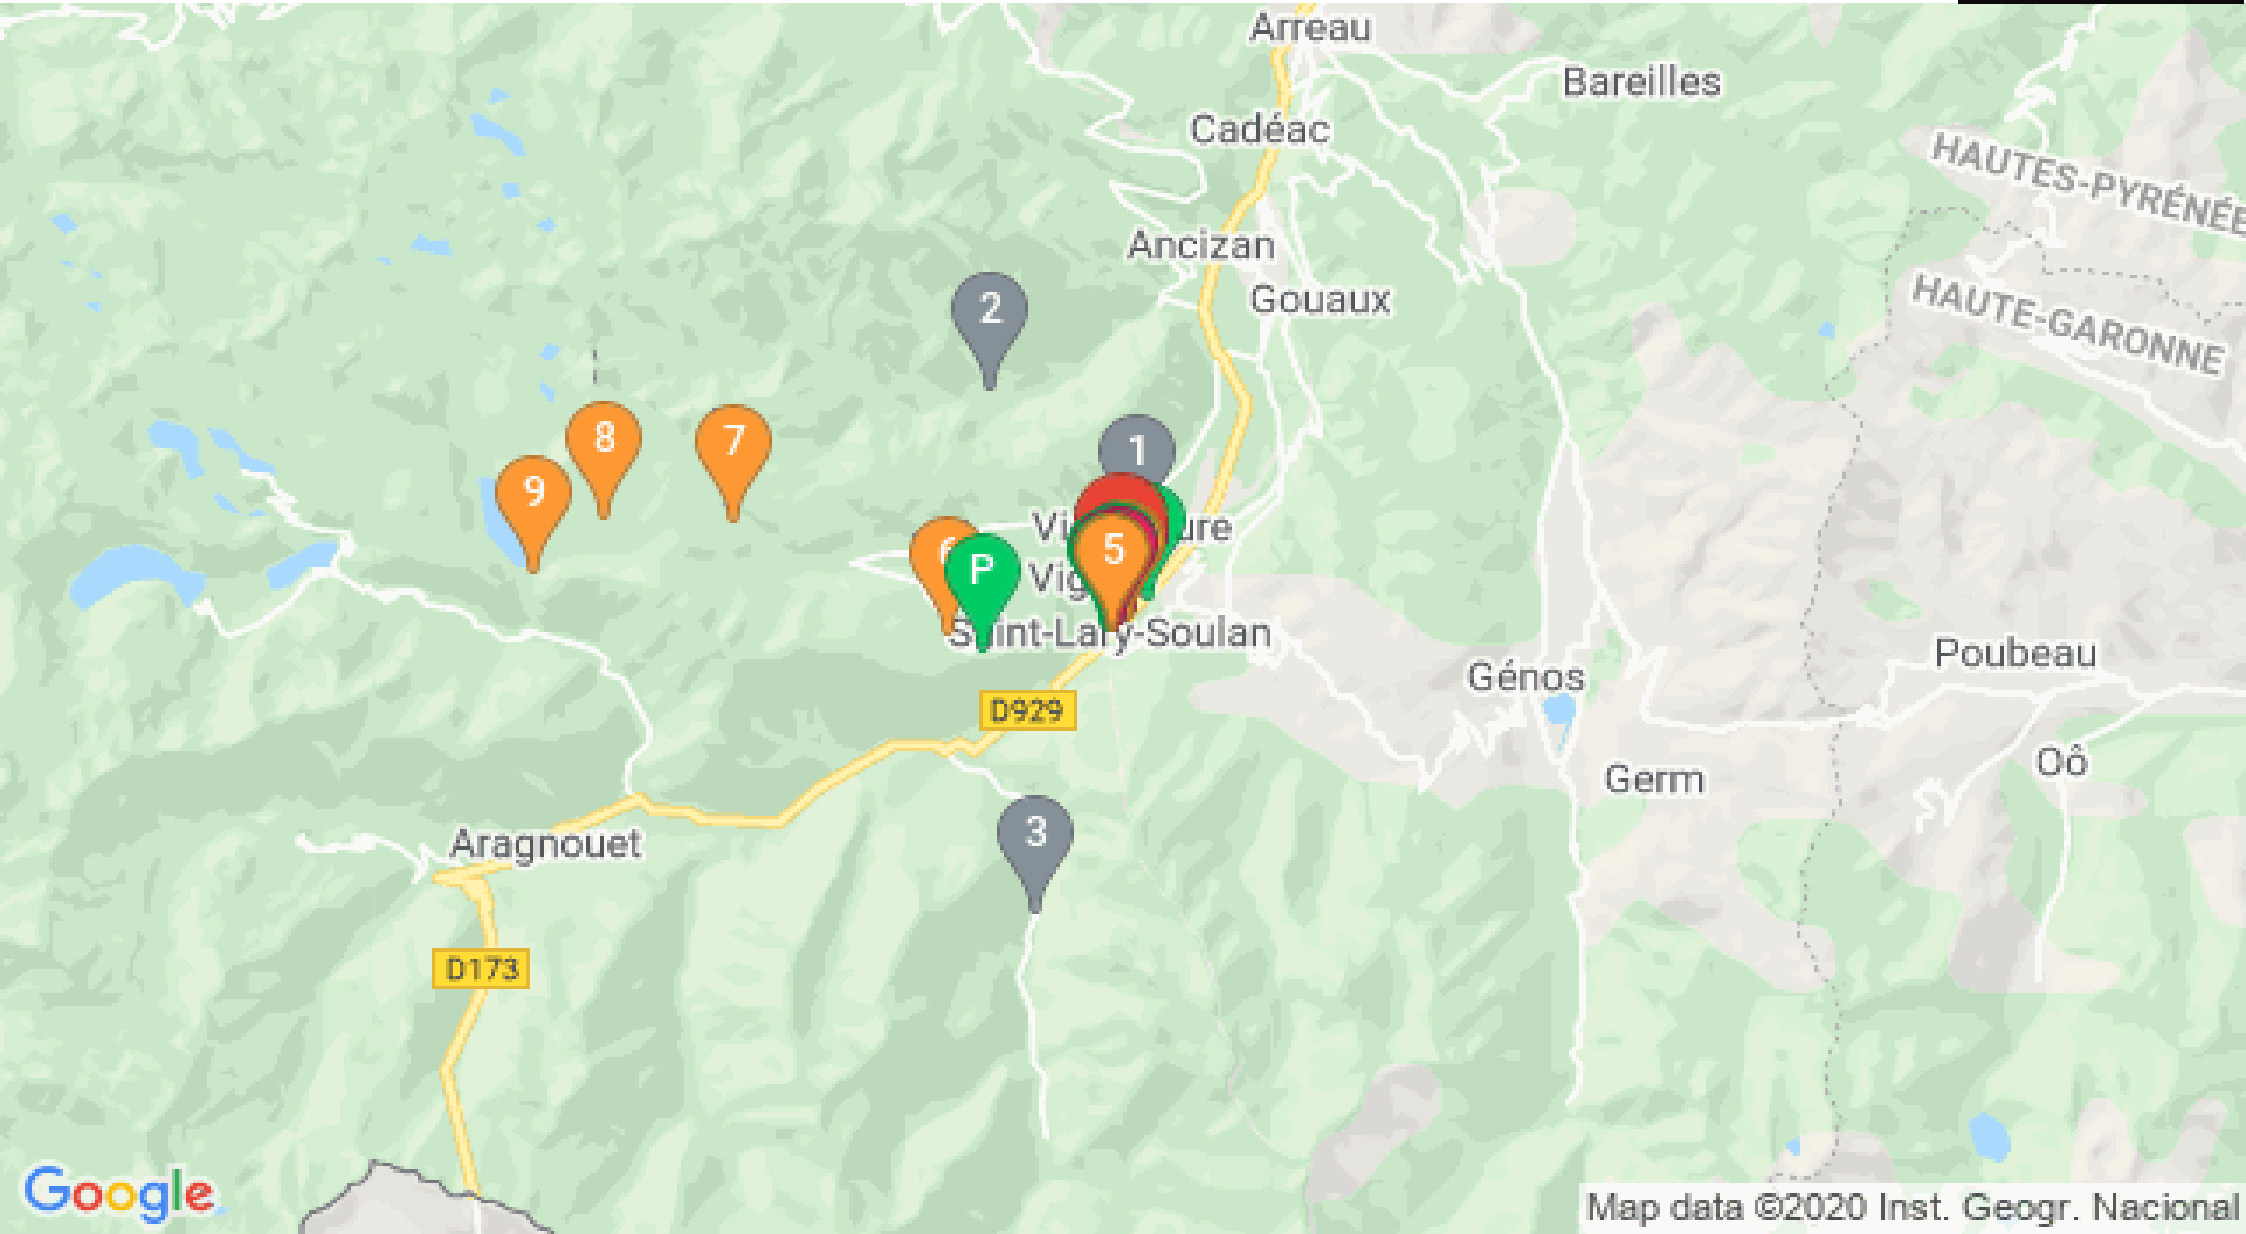 Arreau
Bareilles
Cadéac
HAUTES-PYRÉNÉE
Ancizan
HAUTE-GARONNE
Gouaux
2
8
7
1
9
5
P
Saint-Lary-Soulan
Poubeau
Génos
D929
Oô
Germ
3
Aragnouet
D173
Google
Map data ©2020 Inst. Geogr. Nacional